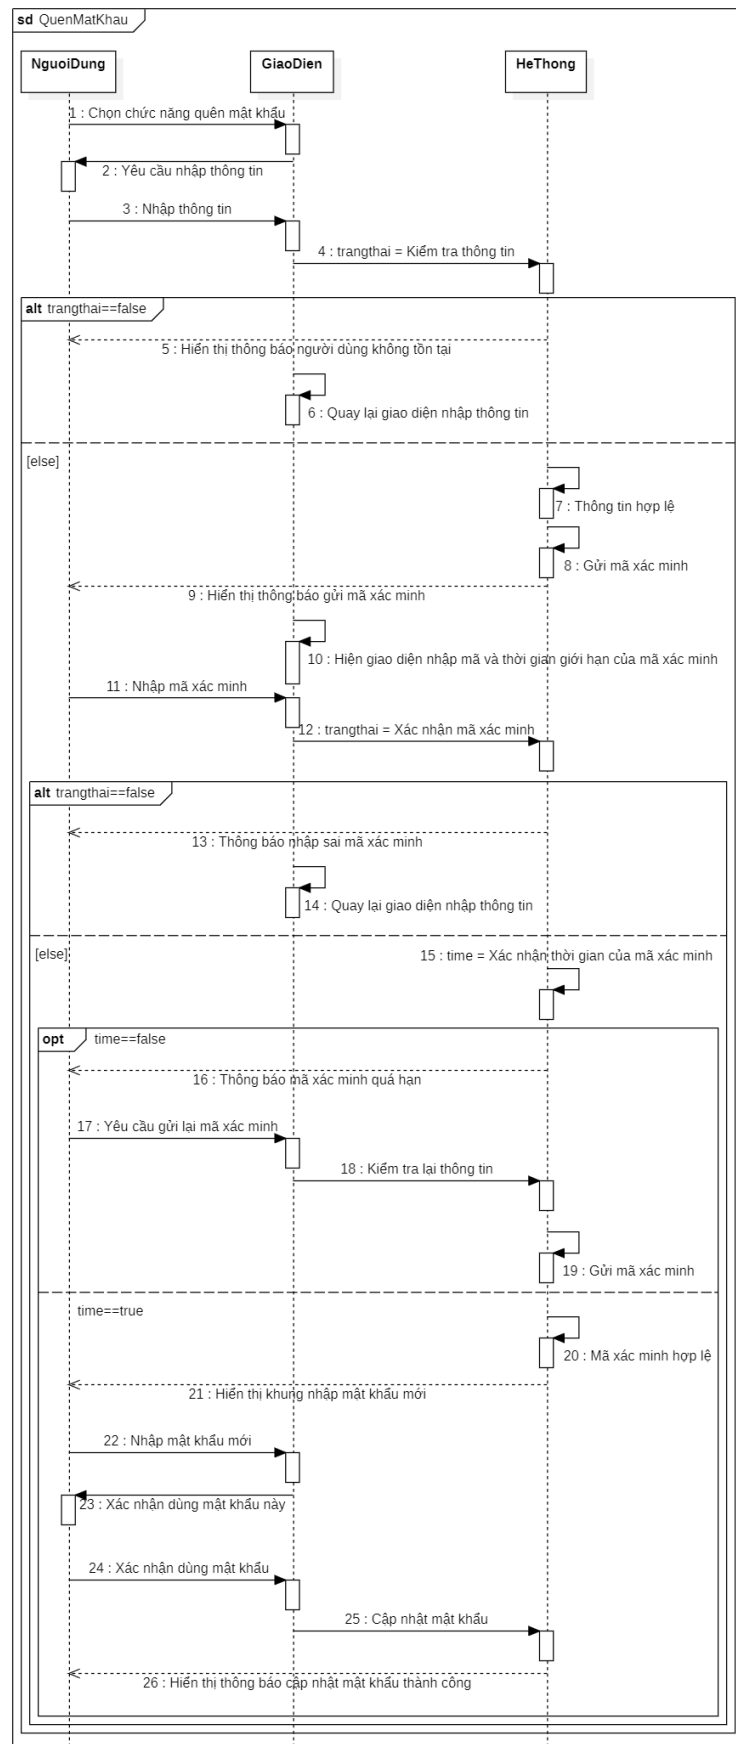 sd QuenMatKhau
NguoiDung
GiaoDien
HeThong
1 : Chọn chức năng quên mật khẩu
2 : Yêu cầu nhập thông tin
3 : Nhập thông tin
4 : trangthai = Kiểm tra thông tin
alt trangthai==false
5 : Hiển thị thông báo người dùng không tồn tại
6 : Quay lại giao diện nhập thông tin
[else]
7 : Thông tin hợp lệ
8 : Gửi mã xác minh
9 : Hiển thị thông báo gửi mã xác minh
10 : Hiện giao diện nhập mã và thời gian giới hạn của mã xác minh
11 : Nhập mã xác minh
12 : trangthai = Xác nhận mã xác minh
alt trangthai==false
13 : Thông báo nhập sai mã xác minh
14 : Quay lại giao diện nhập thông tin
[else]
15 : time = Xác nhận thời gian của mã xác minh
opt time==false
16 : Thông báo mã xác minh quá hạn
17 : Yêu cầu gửi lại mã xác minh
18 : Kiểm tra lại thông tin
19 : Gửi mã xác minh
time==true
20 : Mã xác minh hợp lệ
21 : Hiển thị khung nhập mật khẩu mới
22 : Nhập mật khẩu mới
23 : Xác nhận dùng mật khẩu này
24 : Xác nhận dùng mật khẩu
25 : Cập nhật mật khẩu
26 : Hiển thị thông báo cập nhật mật khẩu thành công